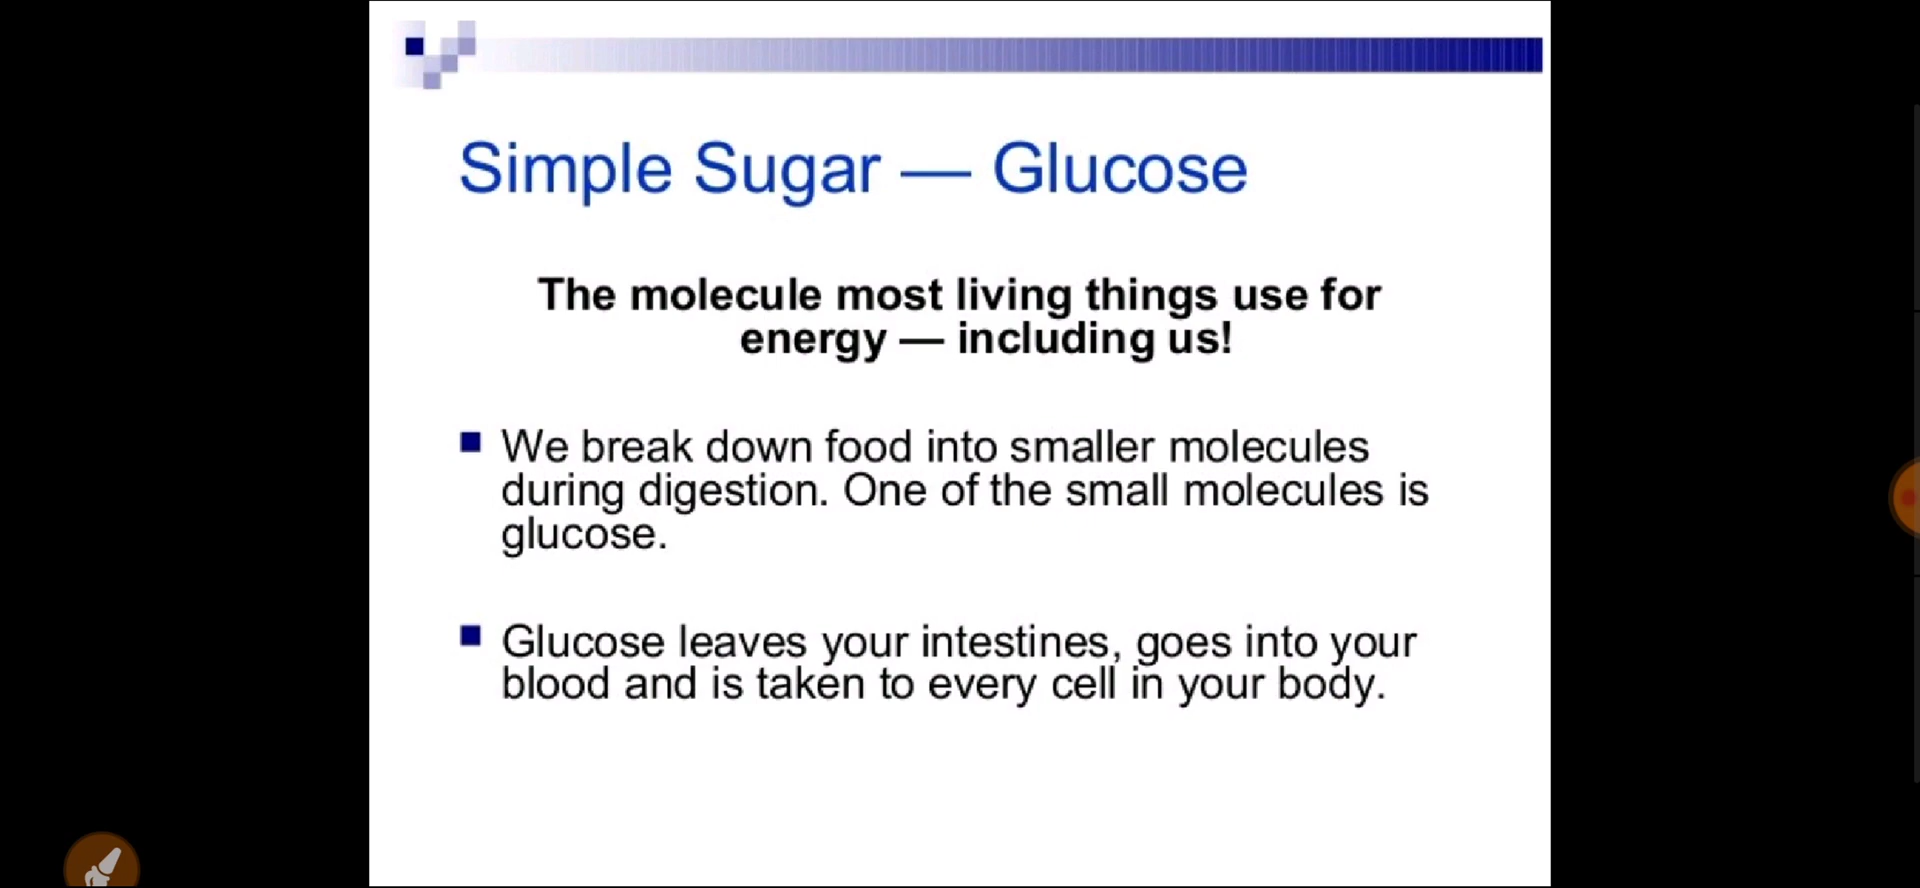 Simple Sugar — Glucose
The molecule most living things use for
energy — including us!
We break down food into smaller molecules
during digestion. One of the small molecules is
glucose.
Glucose leaves your intestines, goes into your
blood and is taken to every cell in your body.